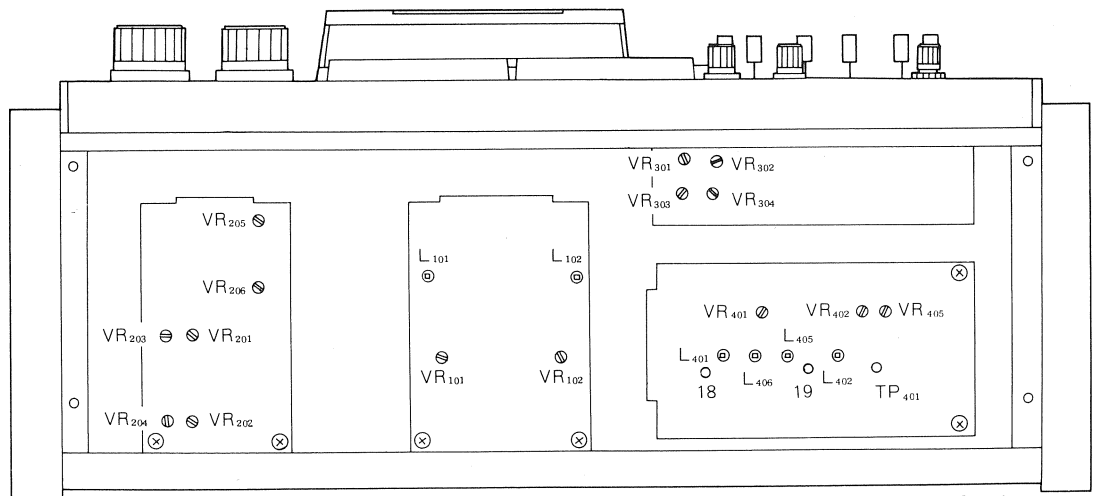 VR301 VR302
VR303 VR304
VR205
L101 L102
VR206
VR401 VR402 VR405
VR203 VR201
L405
L401
VR101 VR102
L406 L402
18 19 TP401
VR204 VR202